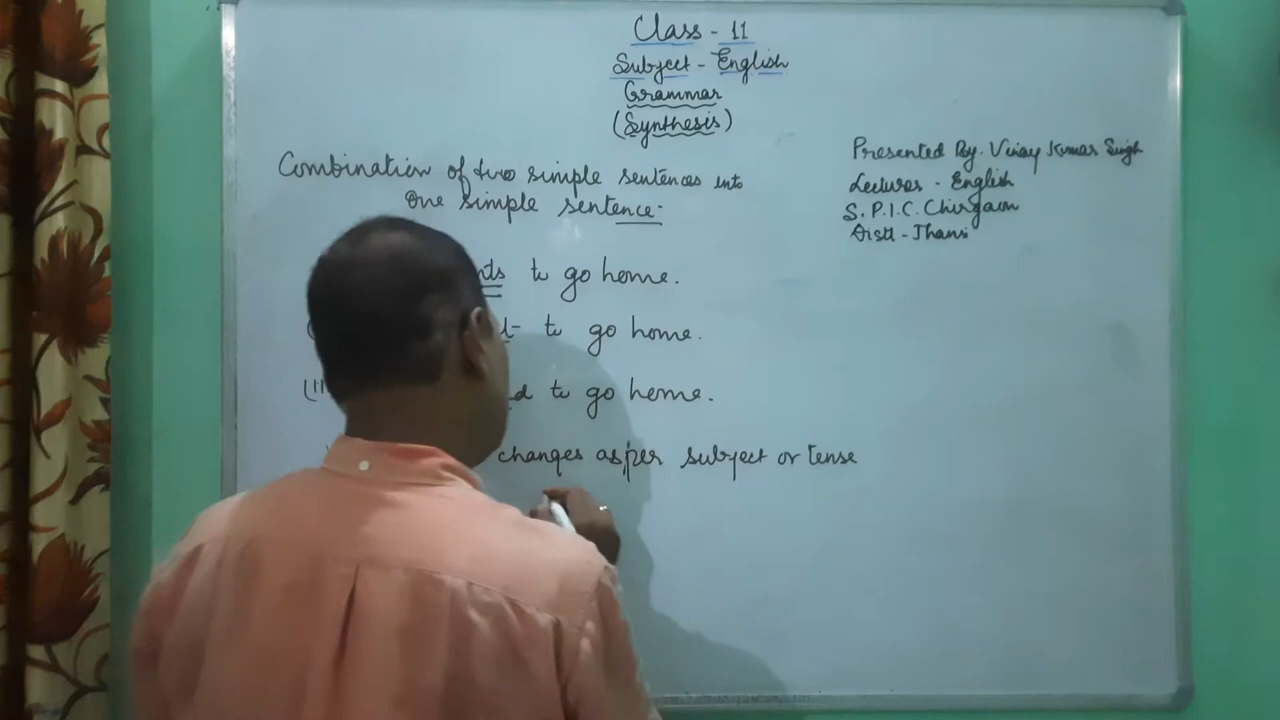 Class - 11
Subject - English
Grammar
(Synthesis)
Combination of two simple sentences into
One simple sentence:-
Presented By. Vinay Kumar Singh
Lecturer - English
S. P.I.C. Chirgaon
Distt - Jhansi
nts to go home.
to go home.
d to go home.
changes as per subject or tense